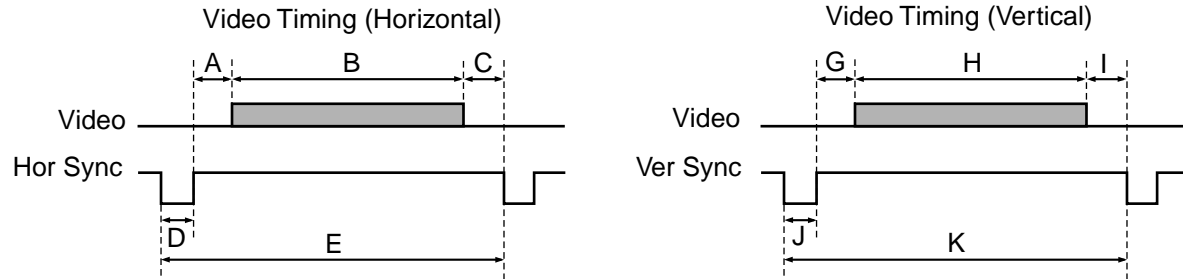 Video Timing (Horizontal)
A B C
Video
Hor Sync
D E
Video Timing (Vertical)
G H I
Video
Ver Sync
J K